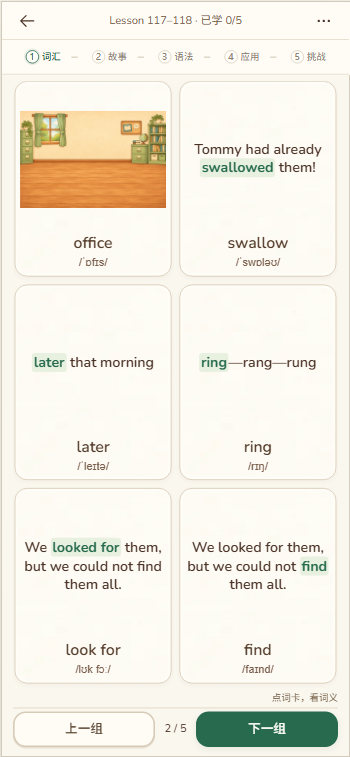 Lesson 117–118 · 已学 0/5
1 词汇 — 2 故事 — 3 语法 — 4 应用 — 5 挑战
office
/ˈɒfɪs/
Tommy had already
swallowed them!
swallow
/ˈswɒləʊ/
later that morning
later
/ˈleɪtə/
ring—rang—rung
ring
/rɪŋ/
We looked for them,
but we could not find
them all.
look for
/lʊk fɔː/
We looked for them,
but we could not find
them all.
find
/faɪnd/
点词卡，看词义
上一组
2 / 5
下一组